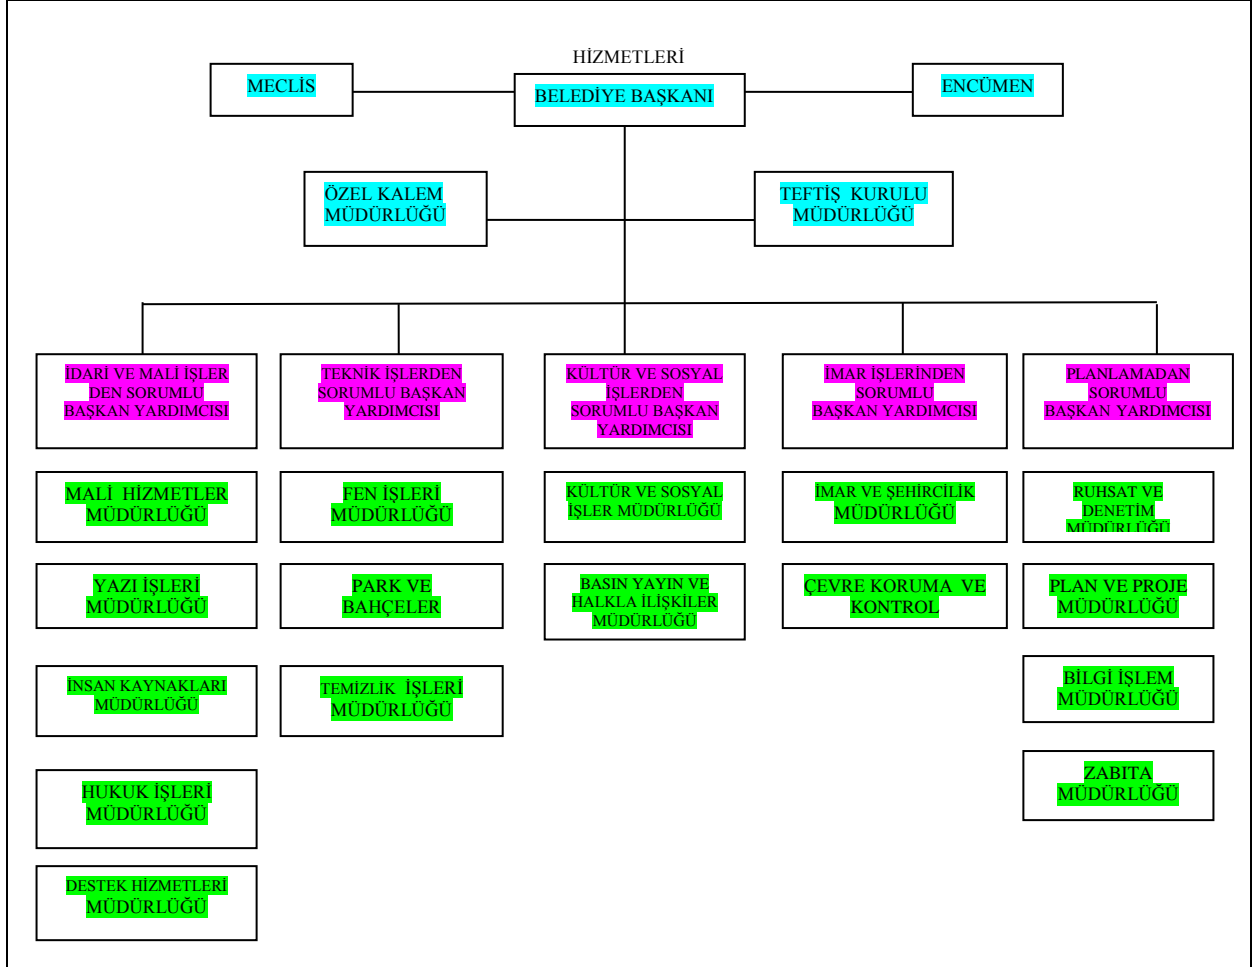 HİZMETLERİ
MECLİS
BELEDİYE BAŞKANI
ENCÜMEN
ÖZEL KALEM
MÜDÜRLÜĞÜ
TEFTİŞ KURULU
MÜDÜRLÜĞÜ
İDARİ VE MALİ İŞLER
DEN SORUMLU
BAŞKAN YARDIMCISI
TEKNİK İŞLERDEN
SORUMLU BAŞKAN
YARDIMCISI
KÜLTÜR VE SOSYAL
İŞLERDEN
SORUMLU BAŞKAN
YARDIMCISI
İMAR İŞLERİNDEN
SORUMLU
BAŞKAN YARDIMCISI
PLANLAMADAN
SORUMLU
BAŞKAN YARDIMCISI
MALİ HİZMETLER
MÜDÜRLÜĞÜ
FEN İŞLERİ
MÜDÜRLÜĞÜ
KÜLTÜR VE SOSYAL
İŞLER MÜDÜRLÜĞÜ
İMAR VE ŞEHİRCİLİK
MÜDÜRLÜĞÜ
RUHSAT VE
DENETİM
MÜDÜRLÜĞÜ
YAZI İŞLERİ
MÜDÜRLÜĞÜ
PARK VE
BAHÇELER
BASIN YAYIN VE
HALKLA İLİŞKİLER
MÜDÜRLÜĞÜ
ÇEVRE KORUMA VE
KONTROL
PLAN VE PROJE
MÜDÜRLÜĞÜ
İNSAN KAYNAKLARI
MÜDÜRLÜĞÜ
TEMİZLİK İŞLERİ
MÜDÜRLÜĞÜ
BİLGİ İŞLEM
MÜDÜRLÜĞÜ
HUKUK İŞLERİ
MÜDÜRLÜĞÜ
ZABITA
MÜDÜRLÜĞÜ
DESTEK HİZMETLERİ
MÜDÜRLÜĞÜ